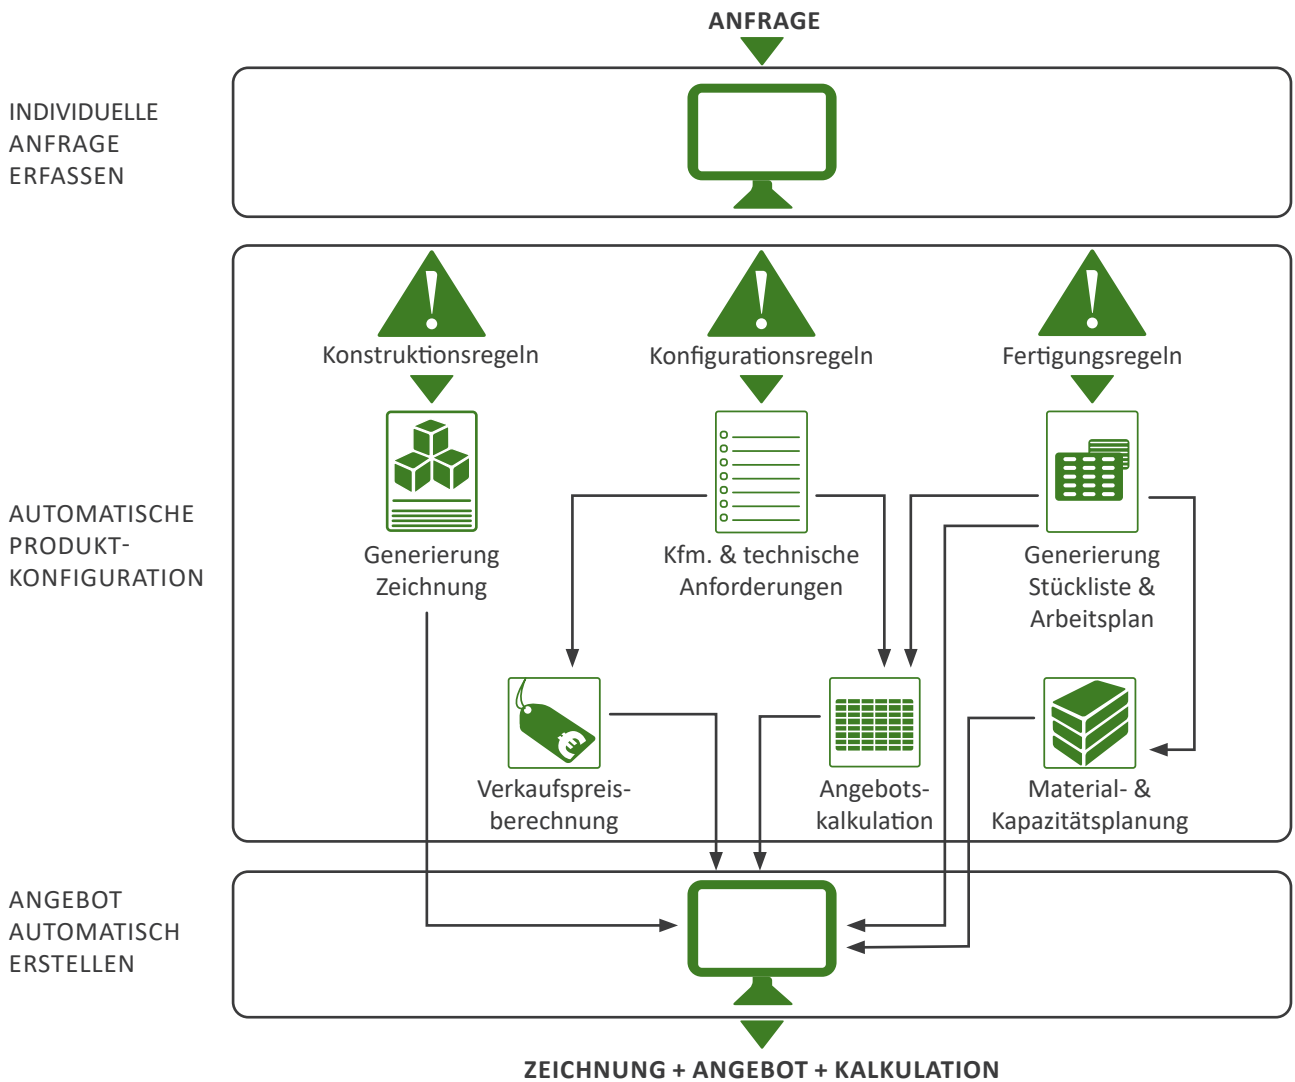 ANFRAGE
INDIVIDUELLE
ANFRAGE
ERFASSEN
Konstruktionsregeln
Konfigurationsregeln
Fertigungsregeln
AUTOMATISCHE
PRODUKT-
KONFIGURATION
Generierung
Zeichnung
Kfm. & technische
Anforderungen
Generierung
Stückliste &
Arbeitsplan
€
Verkaufspreis-
berechnung
Angebots-
kalkulation
Material- &
Kapazitätsplanung
ANGEBOT
AUTOMATISCH
ERSTELLEN
ZEICHNUNG + ANGEBOT + KALKULATION